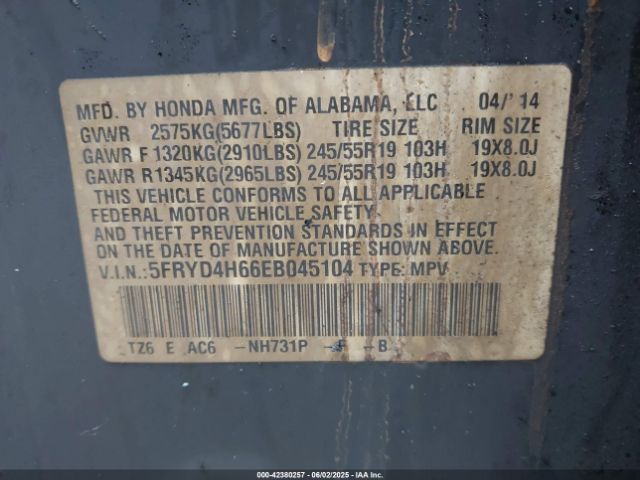 MFD. BY HONDA MFG. OF ALABAMA, LLC 04/'14
GVWR 2575KG(5677LBS) TIRE SIZE RIM SIZE
GAWR F 1320KG(2910LBS) 245/55R19 103H 19X8.0J
GAWR R1345KG(2965LBS) 245/55R19 103H 19X8.0J
THIS VEHICLE CONFORMS TO ALL APPLICABLE
FEDERAL MOTOR VEHICLE SAFETY
AND THEFT PREVENTION STANDARDS IN EFFECT
ON THE DATE OF MANUFACTURE SHOWN ABOVE.
V.I.N.:5FRYD4H66EB045104 TYPE: MPV
TZ6 E AC6 -NH731P -F -B
000-42380257 - 06/02/2025 - IAAI.COM